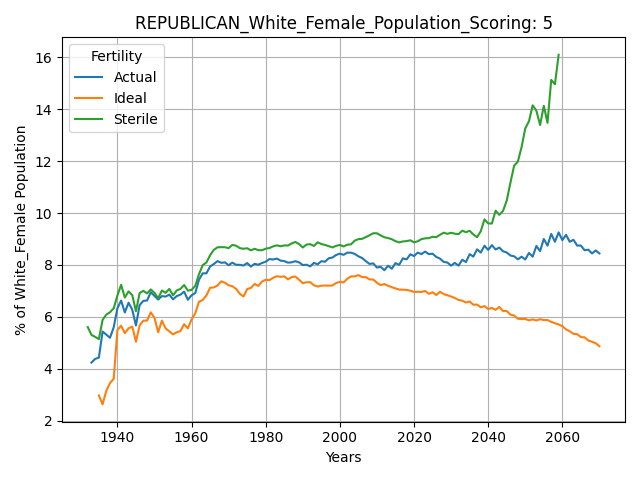 REPUBLICAN_White_Female_Population_Scoring: 5
Fertility
Actual
Ideal
Sterile
% of White_Female Population
16
14
12
10
8
6
4
2
1940 1960 1980 2000 2020 2040 2060
Years